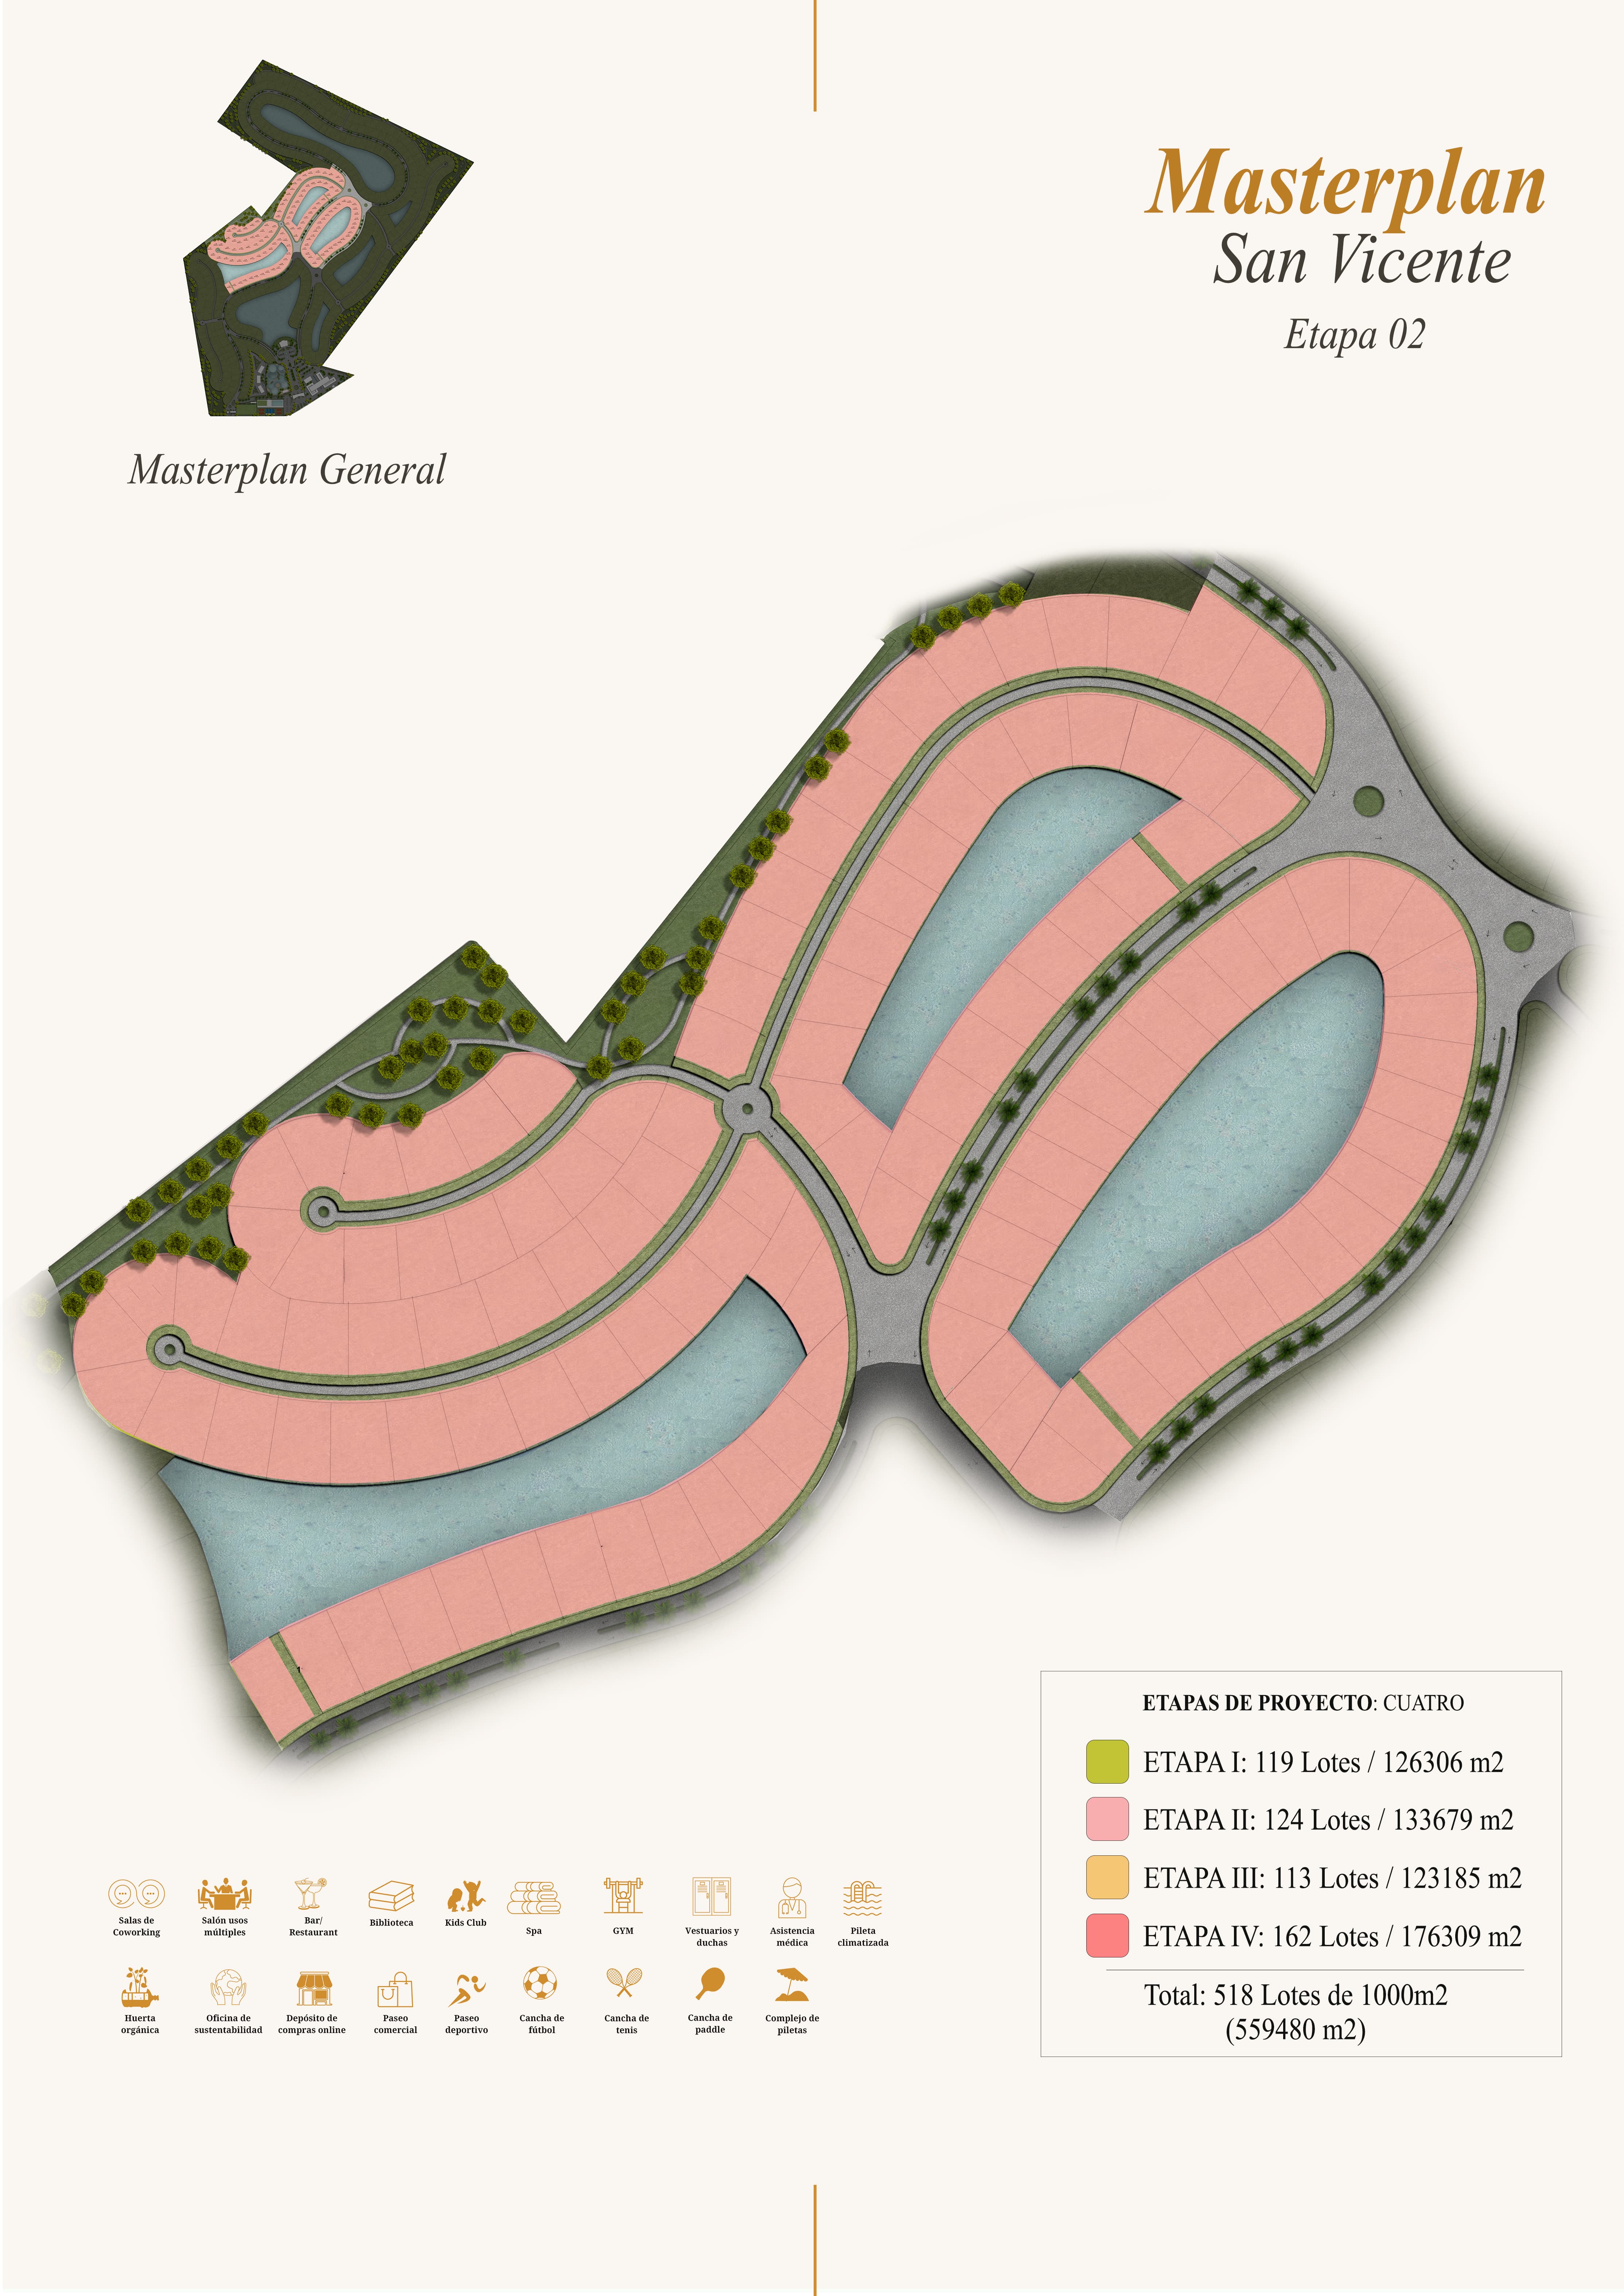 Masterplan
San Vicente
Etapa 02
Masterplan General
ETAPAS DE PROYECTO: CUATRO
ETAPA I: 119 Lotes / 126306 m2
ETAPA II: 124 Lotes / 133679 m2
ETAPA III: 113 Lotes / 123185 m2
ETAPA IV: 162 Lotes / 176309 m2
Total: 518 Lotes de 1000m2
(559480 m2)
Salas de
Coworking
Salón usos
múltiples
Bar/
Restaurant
Biblioteca
Kids Club
Spa
GYM
Vestuarios y
duchas
Asistencia
médica
Pileta
climatizada
Huerta
orgánica
Oficina de
sustentabilidad
Depósito de
compras online
Paseo
comercial
Paseo
deportivo
Cancha de
fútbol
Cancha de
tenis
Cancha de
paddle
Complejo de
piletas